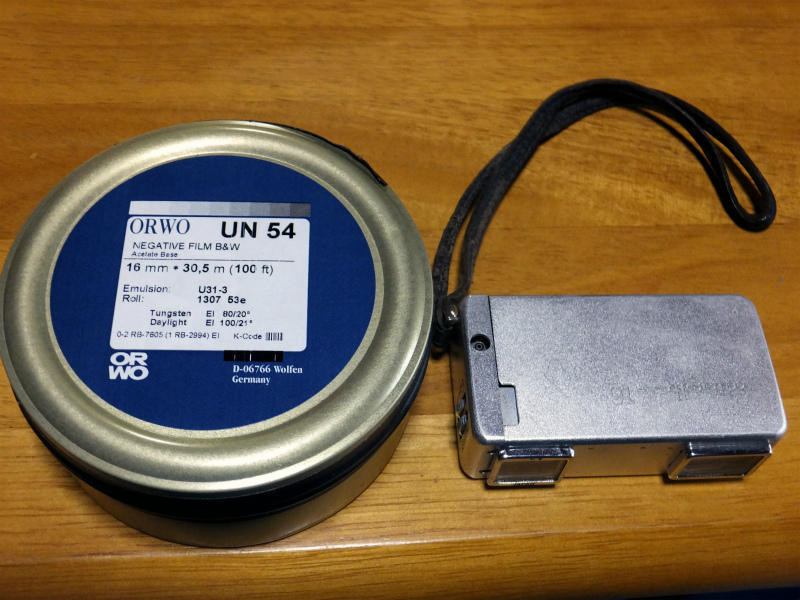 ORWO UN 54
NEGATIVE FILM B&W
Acetate Base
16 mm * 30,5 m (100 ft)
Emulsion: U31-3
Roll: 1307 53e
Tungsten EI 80/20°
Daylight EI 100/21°
0-2 RB-7605 (1 RB-2994) EI K-Code
OR
WO
D-06766 Wolfen
Germany